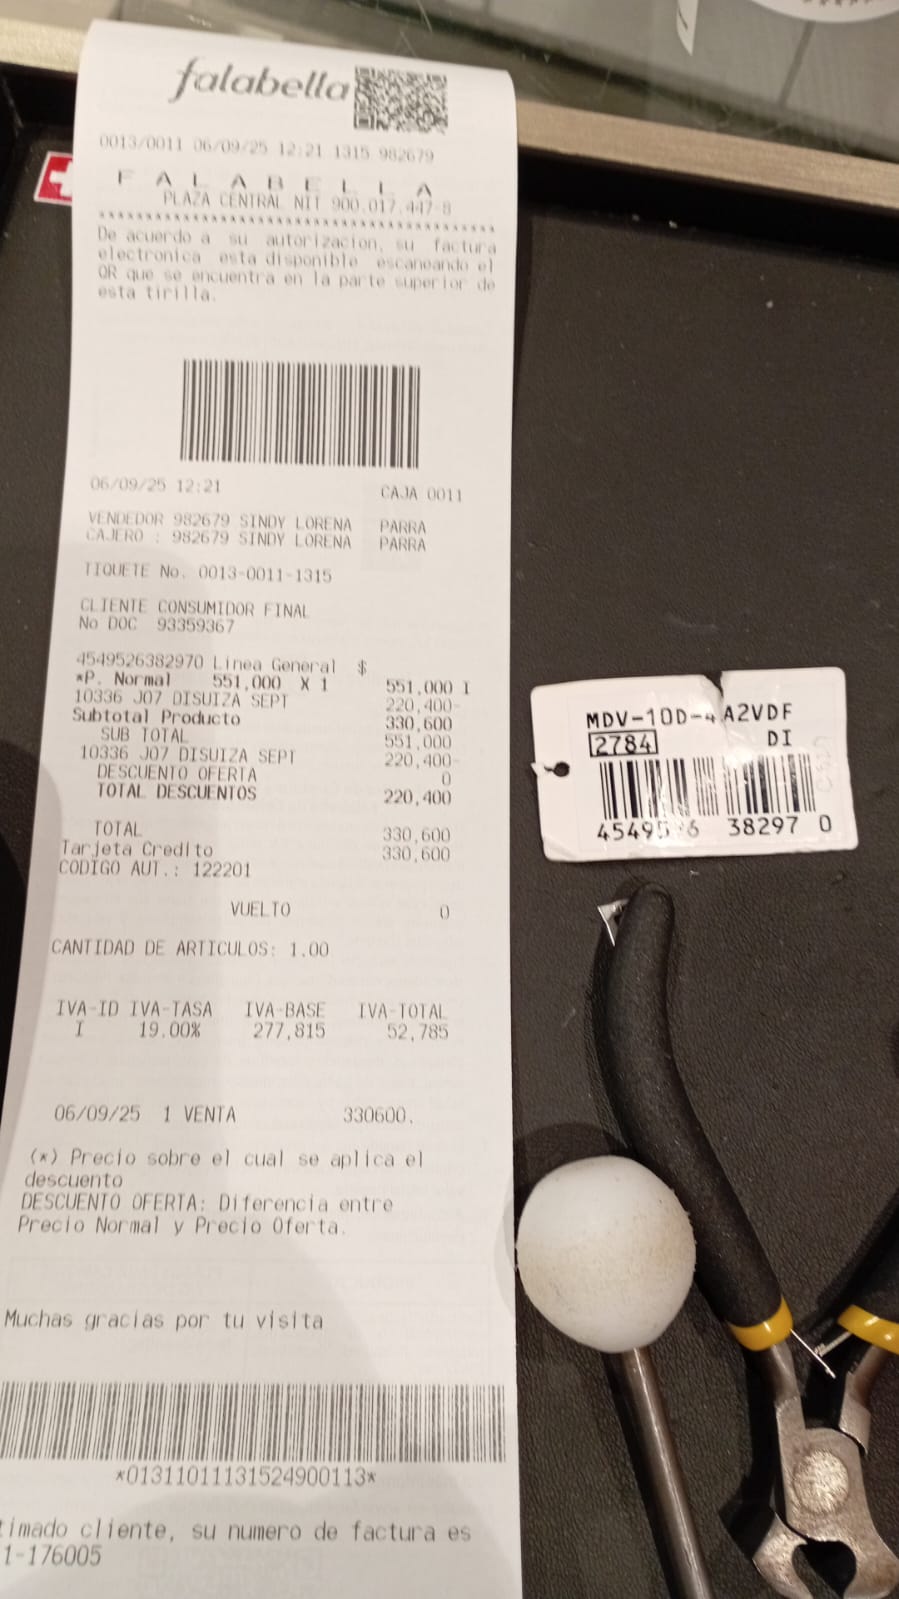 falabella
0013/0011 06/09/25 12:21 1315 982679
F A L A B E L L A
PLAZA CENTRAL NIT 900.017.447-8
****************************************
De acuerdo a su autorizacion, su factura
electronica esta disponible escaneando el
QR que se encuentra en la parte superior de
esta tirilla.
06/09/25 12:21 CAJA 0011
VENDEDOR 982679 SINDY LORENA PARRA
CAJERO : 982679 SINDY LORENA PARRA
TIQUETE No. 0013-0011-1315
CLIENTE CONSUMIDOR FINAL
No DOC 93359367
4549526382970 Linea General $
*P. Normal 551,000 X 1 551,000 I
10336 J07 DISUIZA SEPT 220,400-
Subtotal Producto 330,600
SUB TOTAL 551,000
10336 J07 DISUIZA SEPT 220,400-
DESCUENTO OFERTA 0
TOTAL DESCUENTOS 220,400
TOTAL 330,600
Tarjeta Credito 330,600
CODIGO AUT.: 122201
VUELTO 0
CANTIDAD DE ARTICULOS: 1.00
IVA-ID IVA-TASA IVA-BASE IVA-TOTAL
I 19.00% 277,815 52,785
06/09/25 1 VENTA 330600.
(*) Precio sobre el cual se aplica el
descuento
DESCUENTO OFERTA: Diferencia entre
Precio Normal y Precio Oferta.
Muchas gracias por tu visita
*01311011131524900113*
timado cliente, su numero de factura es
1-176005
MDV-10D-4A2VDF
2784 DI
45495 6 38297 0